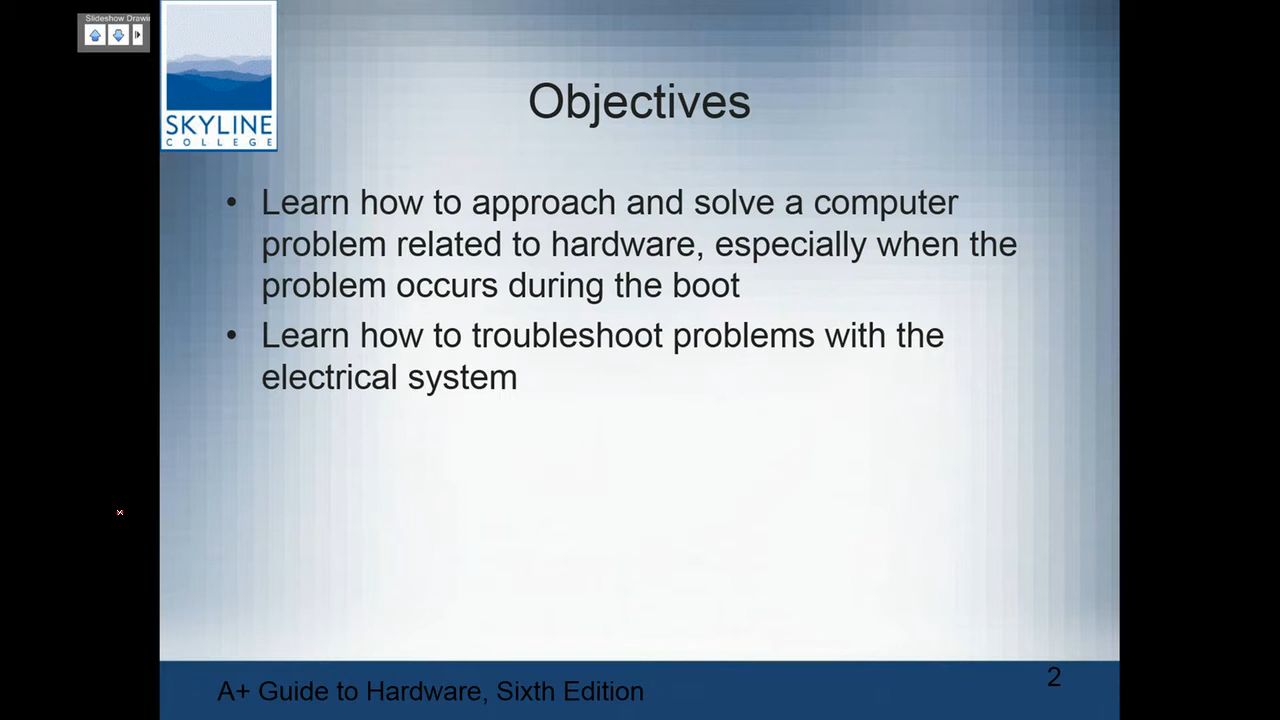 Slideshow Drawi
SKYLINE
COLLEGE
Objectives
• Learn how to approach and solve a computer
problem related to hardware, especially when the
problem occurs during the boot
• Learn how to troubleshoot problems with the
electrical system
A+ Guide to Hardware, Sixth Edition
2